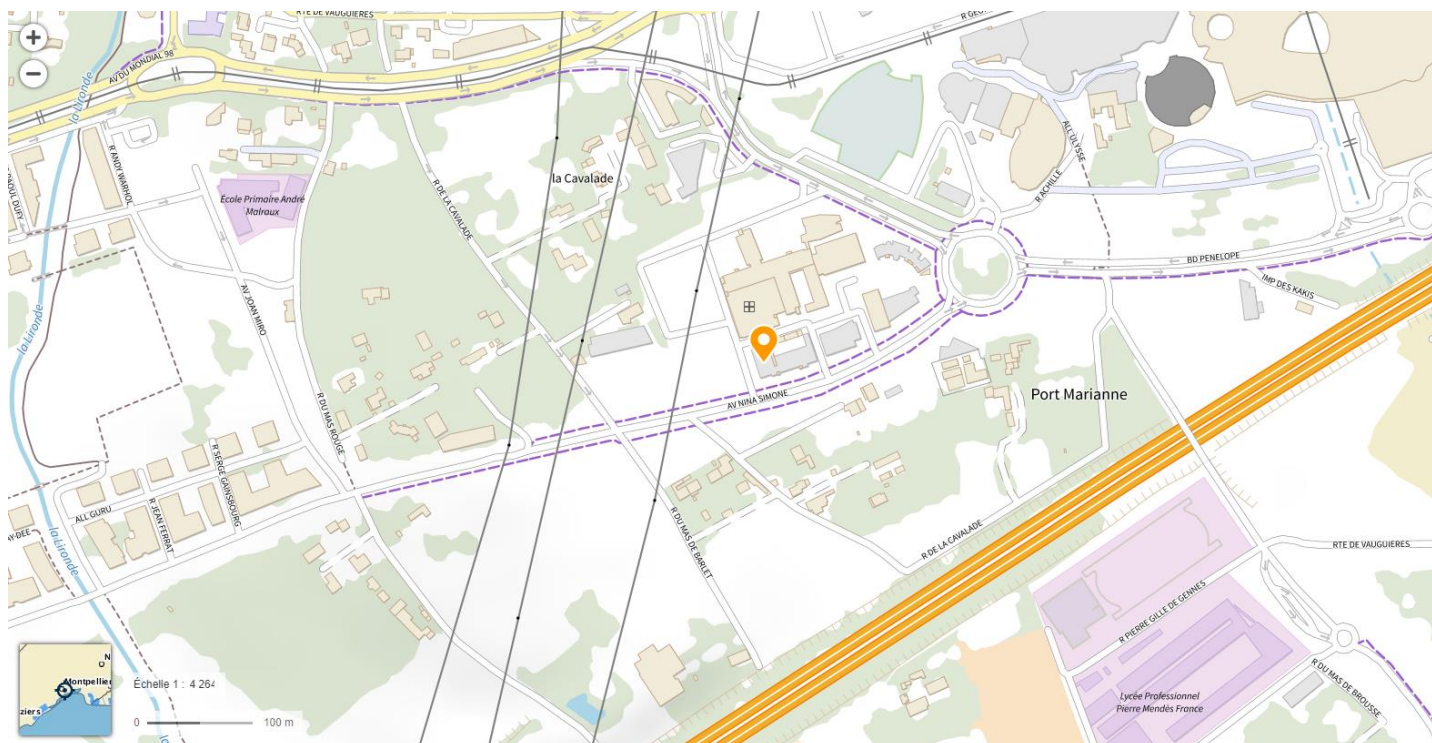 RTE DE VAUGUIERES
AV DU MONDIAL 98
la Lironde
R ANDY WARHOL
RAOUL DUFY
École Primaire André
Malraux
R DE LA CAVALADE
la Cavalade
ALL ULYSSE
R ACHILLE
BD PENELOPE
IMP DES KAKIS
AV JOAN MIRO
la Lironde
R DU MAS ROUGE
AV NINA SIMONE
Port Marianne
R SERGE GAINSBOURG
ALL GURU
R JEAN FERRAT
la Lironde
R DU MAS DE BARLET
R DE LA CAVALADE
RTE DE VAUGUIERES
R PIERRE GILLE DE GENNES
R DU MAS DE BROUSSE
Lycée Professionnel
Pierre Mendès France
Montpellier
ziers
Échelle 1 : 4 264
0 100 m